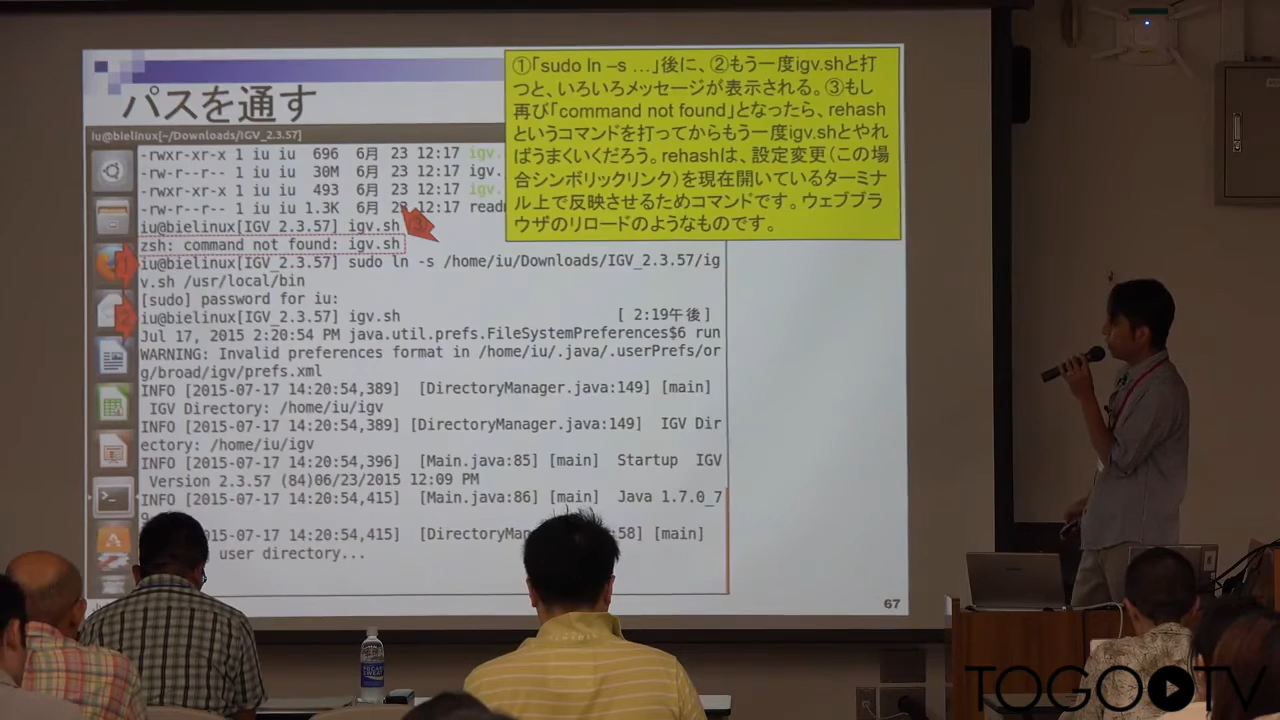 パスを通す
①「sudo ln –s …」後に、②もう一度igv.shと打
つと、いろいろメッセージが表示される。③もし
再び「command not found」となったら、rehash
というコマンドを打ってからもう一度igv.shとやれ
ばうまくいくだろう。rehashは、設定変更(この場
合シンボリックリンク)を現在開いているターミナ
ル上で反映させるためコマンドです。ウェブブラ
ウザのリロードのようなものです。
iu@bielinux[~/Downloads/IGV_2.3.57]
-rwxr-xr-x 1 iu iu 696 6月 23 12:17 igv.
-rw-r--r-- 1 iu iu 30M 6月 23 12:17 igv.
-rwxr-xr-x 1 iu iu 493 6月 23 12:17 igv.
-rw-r--r-- 1 iu iu 1.3K 6月 23 12:17 read
iu@bielinux[IGV_2.3.57] igv.sh
③
zsh: command not found: igv.sh
①
iu@bielinux[IGV_2.3.57] sudo ln -s /home/iu/Downloads/IGV_2.3.57/ig
v.sh /usr/local/bin
[sudo] password for iu:
②
iu@bielinux[IGV_2.3.57] igv.sh [ 2:19午後]
Jul 17, 2015 2:20:54 PM java.util.prefs.FileSystemPreferences$6 run
WARNING: Invalid preferences format in /home/iu/.java/.userPrefs/or
g/broad/igv/prefs.xml
INFO [2015-07-17 14:20:54,389] [DirectoryManager.java:149] [main]
IGV Directory: /home/iu/igv
INFO [2015-07-17 14:20:54,389] [DirectoryManager.java:149] IGV Dir
ectory: /home/iu/igv
INFO [2015-07-17 14:20:54,396] [Main.java:85] [main] Startup IGV
Version 2.3.57 (84)06/23/2015 12:09 PM
INFO [2015-07-17 14:20:54,415] [Main.java:86] [main] Java 1.7.0_7
9
15-07-17 14:20:54,415] [DirectoryMan 58] [main]
user directory...
67
TOGOTV